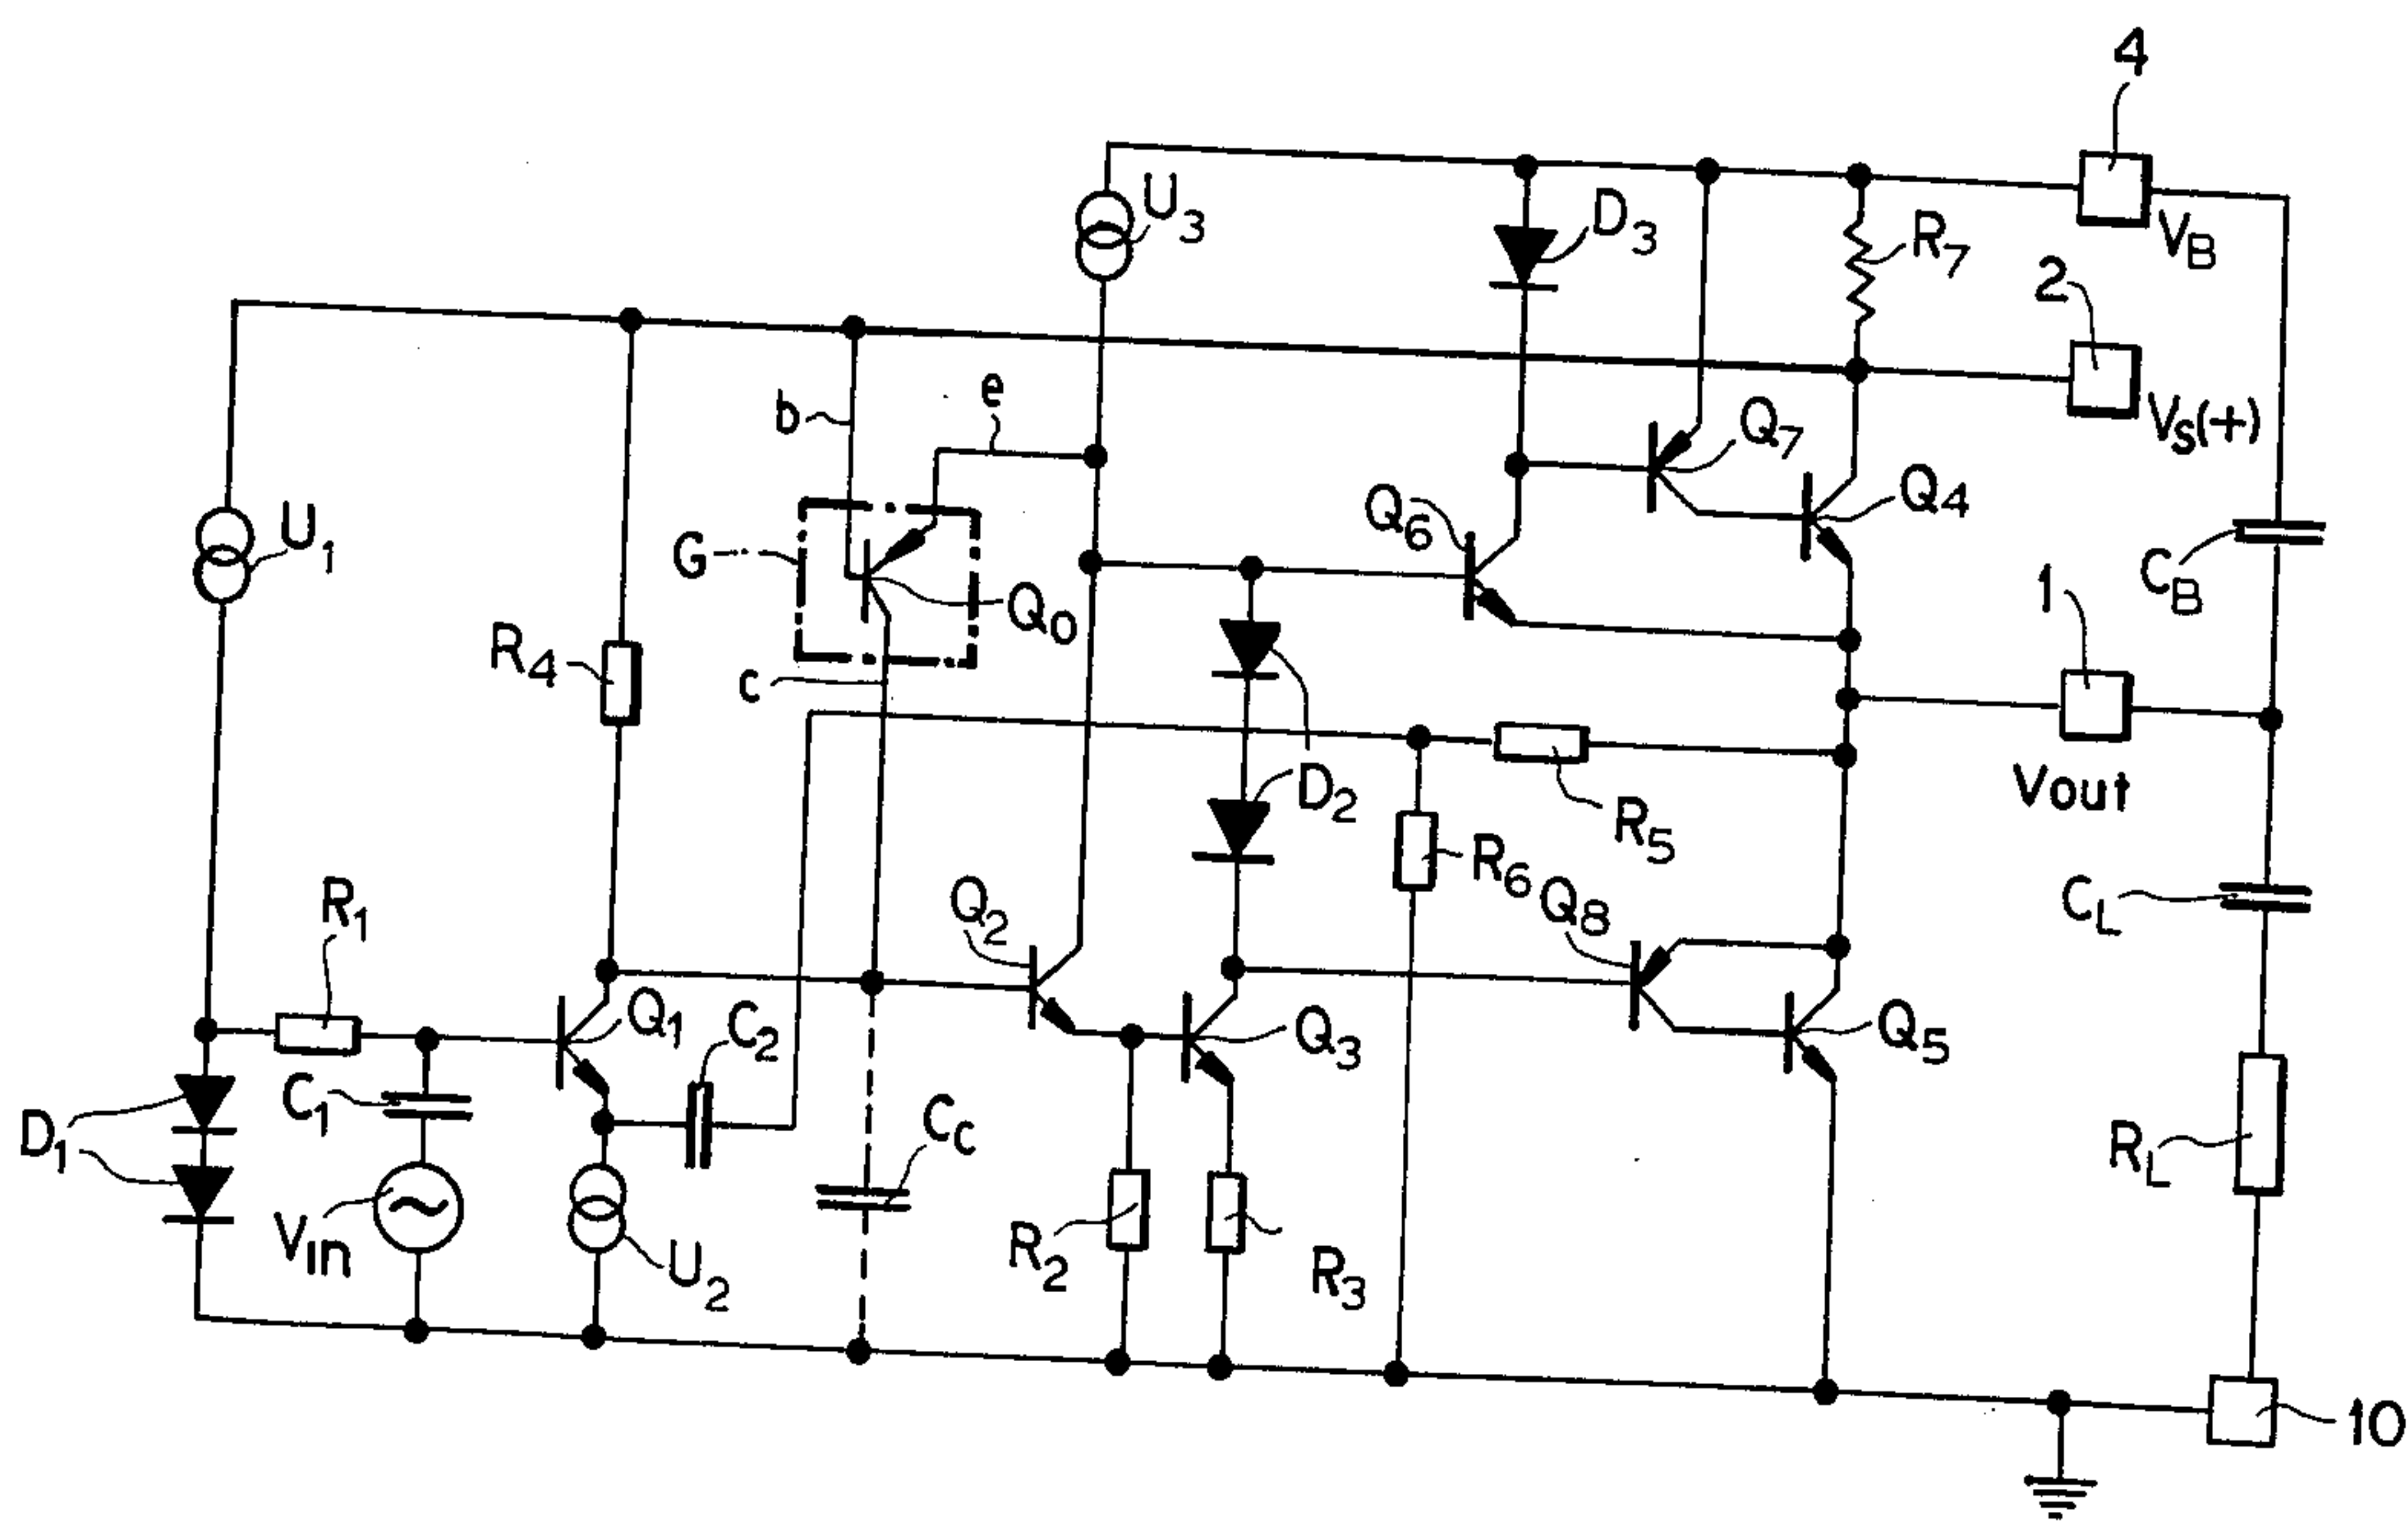 4
U3
D3
R7
VB
2
VS(+)
b
e
Q7
Q4
Q6
U1
G
Q0
CB
1
R4
c
Vout
D2
R5
R6
Q8
CL
Q2
R1
Q1
C2
Q3
Q5
C1
CC
D1
RL
Vin
U2
R2
R3
10